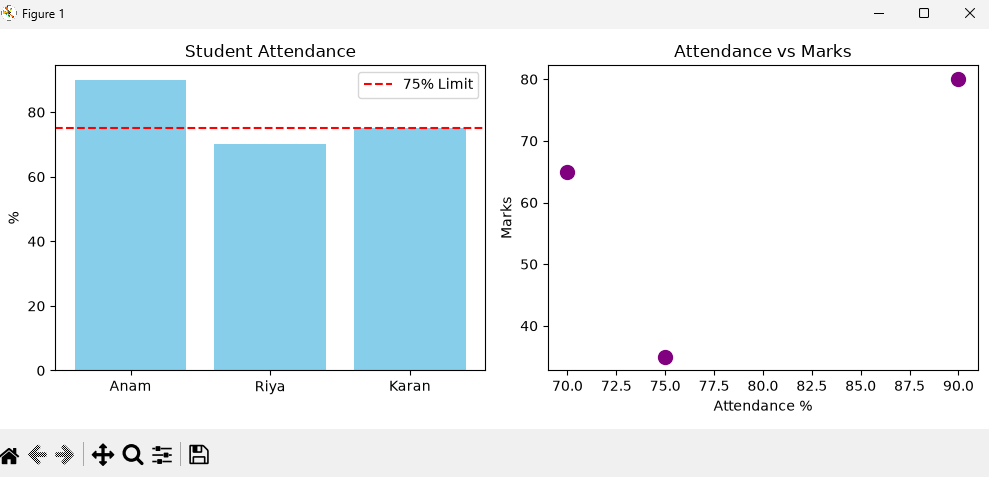 Figure 1
Student Attendance
75% Limit
%
80
60
40
20
0
Anam Riya Karan
Attendance vs Marks
Marks
80
70
60
50
40
70.0 72.5 75.0 77.5 80.0 82.5 85.0 87.5 90.0
Attendance %